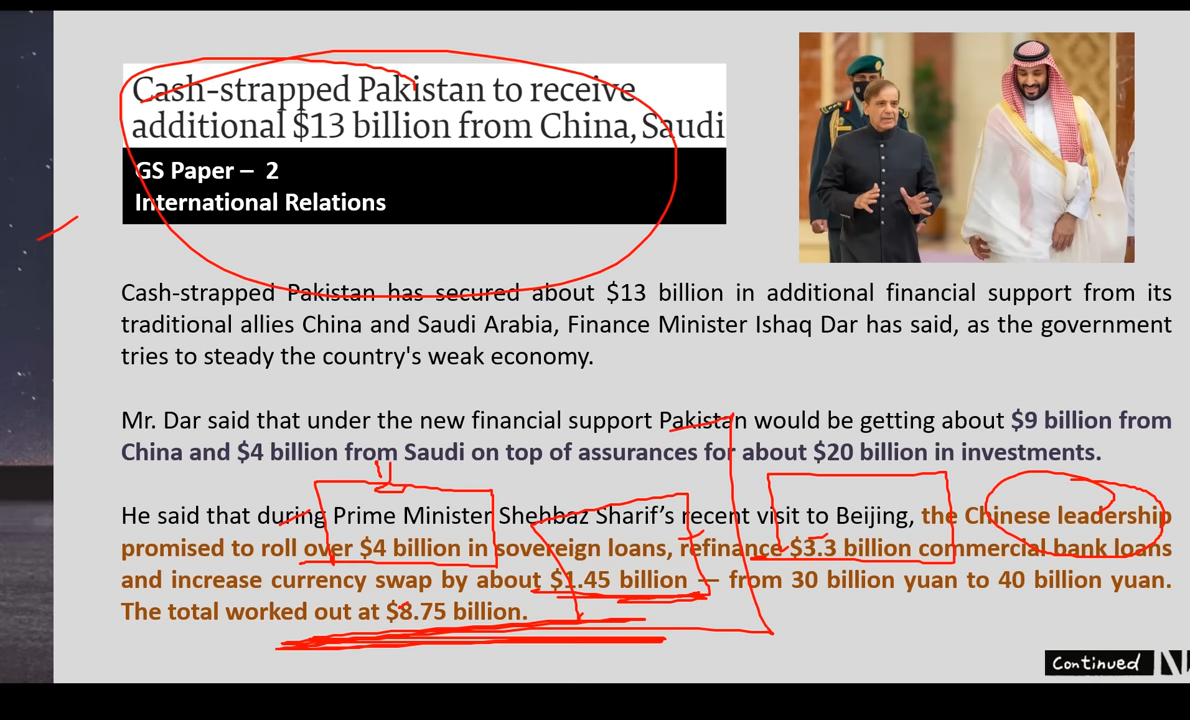 Cash-strapped Pakistan to receive
additional $13 billion from China, Saudi
GS Paper – 2
International Relations
Cash-strapped Pakistan has secured about $13 billion in additional financial support from its
traditional allies China and Saudi Arabia, Finance Minister Ishaq Dar has said, as the government
tries to steady the country's weak economy.
Mr. Dar said that under the new financial support Pakistan would be getting about $9 billion from
China and $4 billion from Saudi on top of assurances for about $20 billion in investments.
He said that during Prime Minister Shehbaz Sharif’s recent visit to Beijing, the Chinese leadership
promised to roll over $4 billion in sovereign loans, refinance $3.3 billion commercial bank loans
and increase currency swap by about $1.45 billion — from 30 billion yuan to 40 billion yuan.
The total worked out at $8.75 billion.
Continued